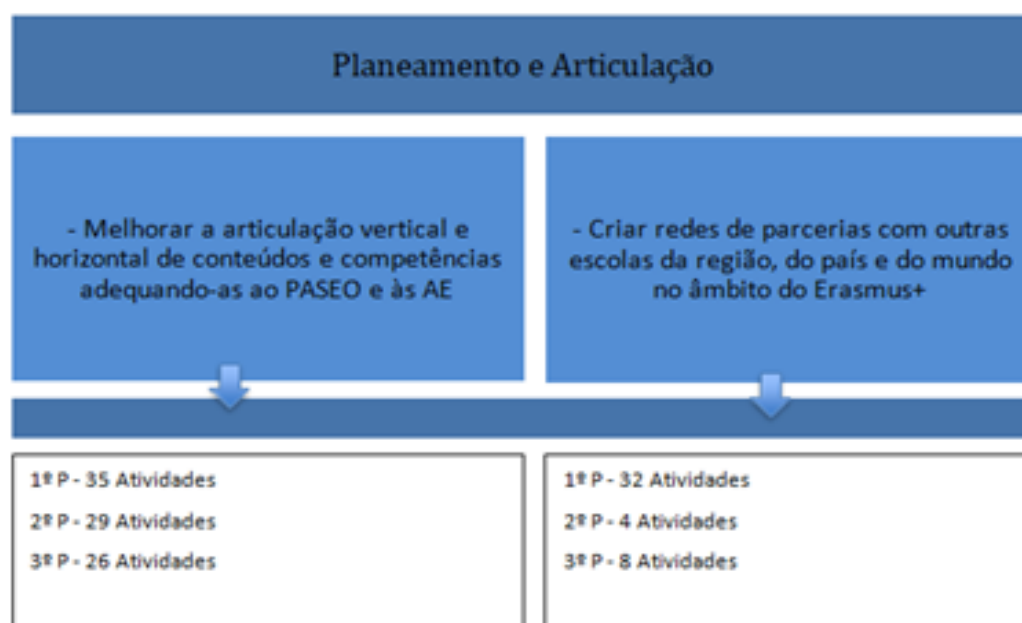 Planeamento e Articulação
- Melhorar a articulação vertical e
horizontal de conteúdos e competências
adequando-as ao PASEO e às AE
- Criar redes de parcerias com outras
escolas da região, do país e do mundo
no âmbito do Erasmus+
1º P - 35 Atividades
2º P - 29 Atividades
3º P - 26 Atividades
1º P - 32 Atividades
2º P - 4 Atividades
3º P - 8 Atividades